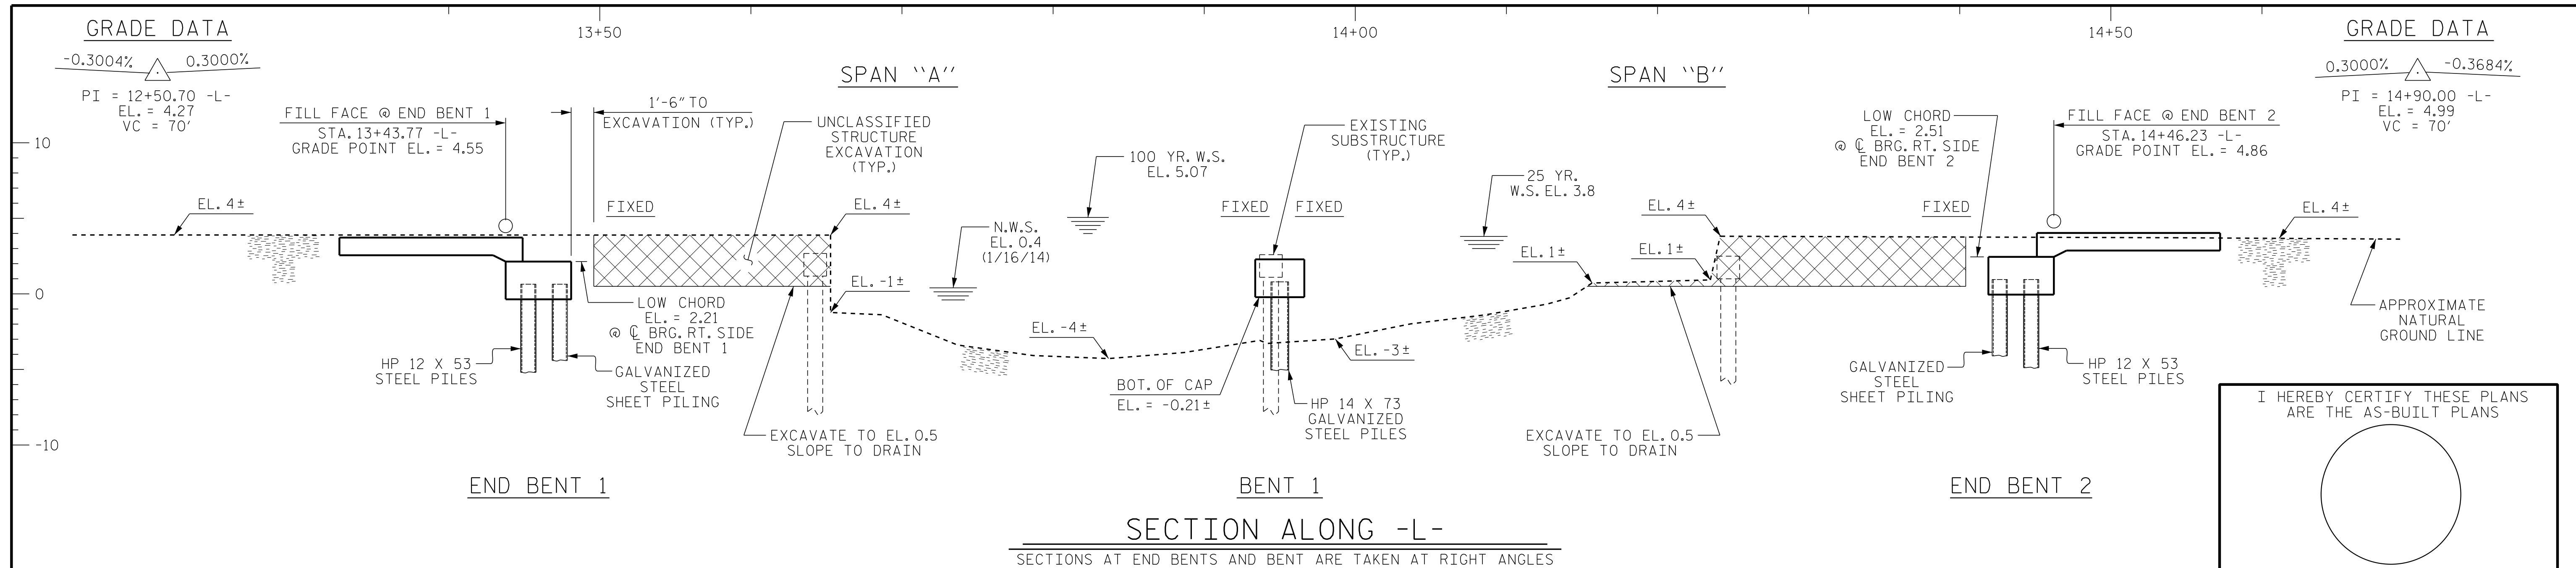 GRADE DATA
-0.3004% 0.3000%
PI = 12+50.70 -L-
EL. = 4.27
VC = 70'
13+50
14+00
14+50
GRADE DATA
0.3000% -0.3684%
PI = 14+90.00 -L-
EL. = 4.99
VC = 70'
SPAN "A"
SPAN "B"
FILL FACE @ END BENT 1
STA. 13+43.77 -L-
GRADE POINT EL. = 4.55
1'-6" TO
EXCAVATION (TYP.)
UNCLASSIFIED
STRUCTURE
EXCAVATION
(TYP.)
100 YR. W.S.
EL. 5.07
EXISTING
SUBSTRUCTURE
(TYP.)
25 YR.
W.S. EL. 3.8
LOW CHORD
EL. = 2.51
@ ℄ BRG. RT. SIDE
END BENT 2
FILL FACE @ END BENT 2
STA. 14+46.23 -L-
GRADE POINT EL. = 4.86
10
0
-10
EL. 4±
FIXED
EL. 4±
N.W.S.
EL. 0.4
(1/16/14)
FIXED FIXED
EL. 4±
FIXED
EL. 4±
EL. 1±
EL. 1±
EL. -1±
LOW CHORD
EL. = 2.21
@ ℄ BRG. RT. SIDE
END BENT 1
EL. -4±
EL. -3±
APPROXIMATE
NATURAL
GROUND LINE
HP 12 X 53
STEEL PILES
GALVANIZED
STEEL
SHEET PILING
BOT. OF CAP
EL. = -0.21±
HP 14 X 73
GALVANIZED
STEEL PILES
GALVANIZED
STEEL
SHEET PILING
HP 12 X 53
STEEL PILES
EXCAVATE TO EL. 0.5
SLOPE TO DRAIN
EXCAVATE TO EL. 0.5
SLOPE TO DRAIN
I HEREBY CERTIFY THESE PLANS
ARE THE AS-BUILT PLANS
END BENT 1
BENT 1
END BENT 2
SECTION ALONG -L-
SECTIONS AT END BENTS AND BENT ARE TAKEN AT RIGHT ANGLES